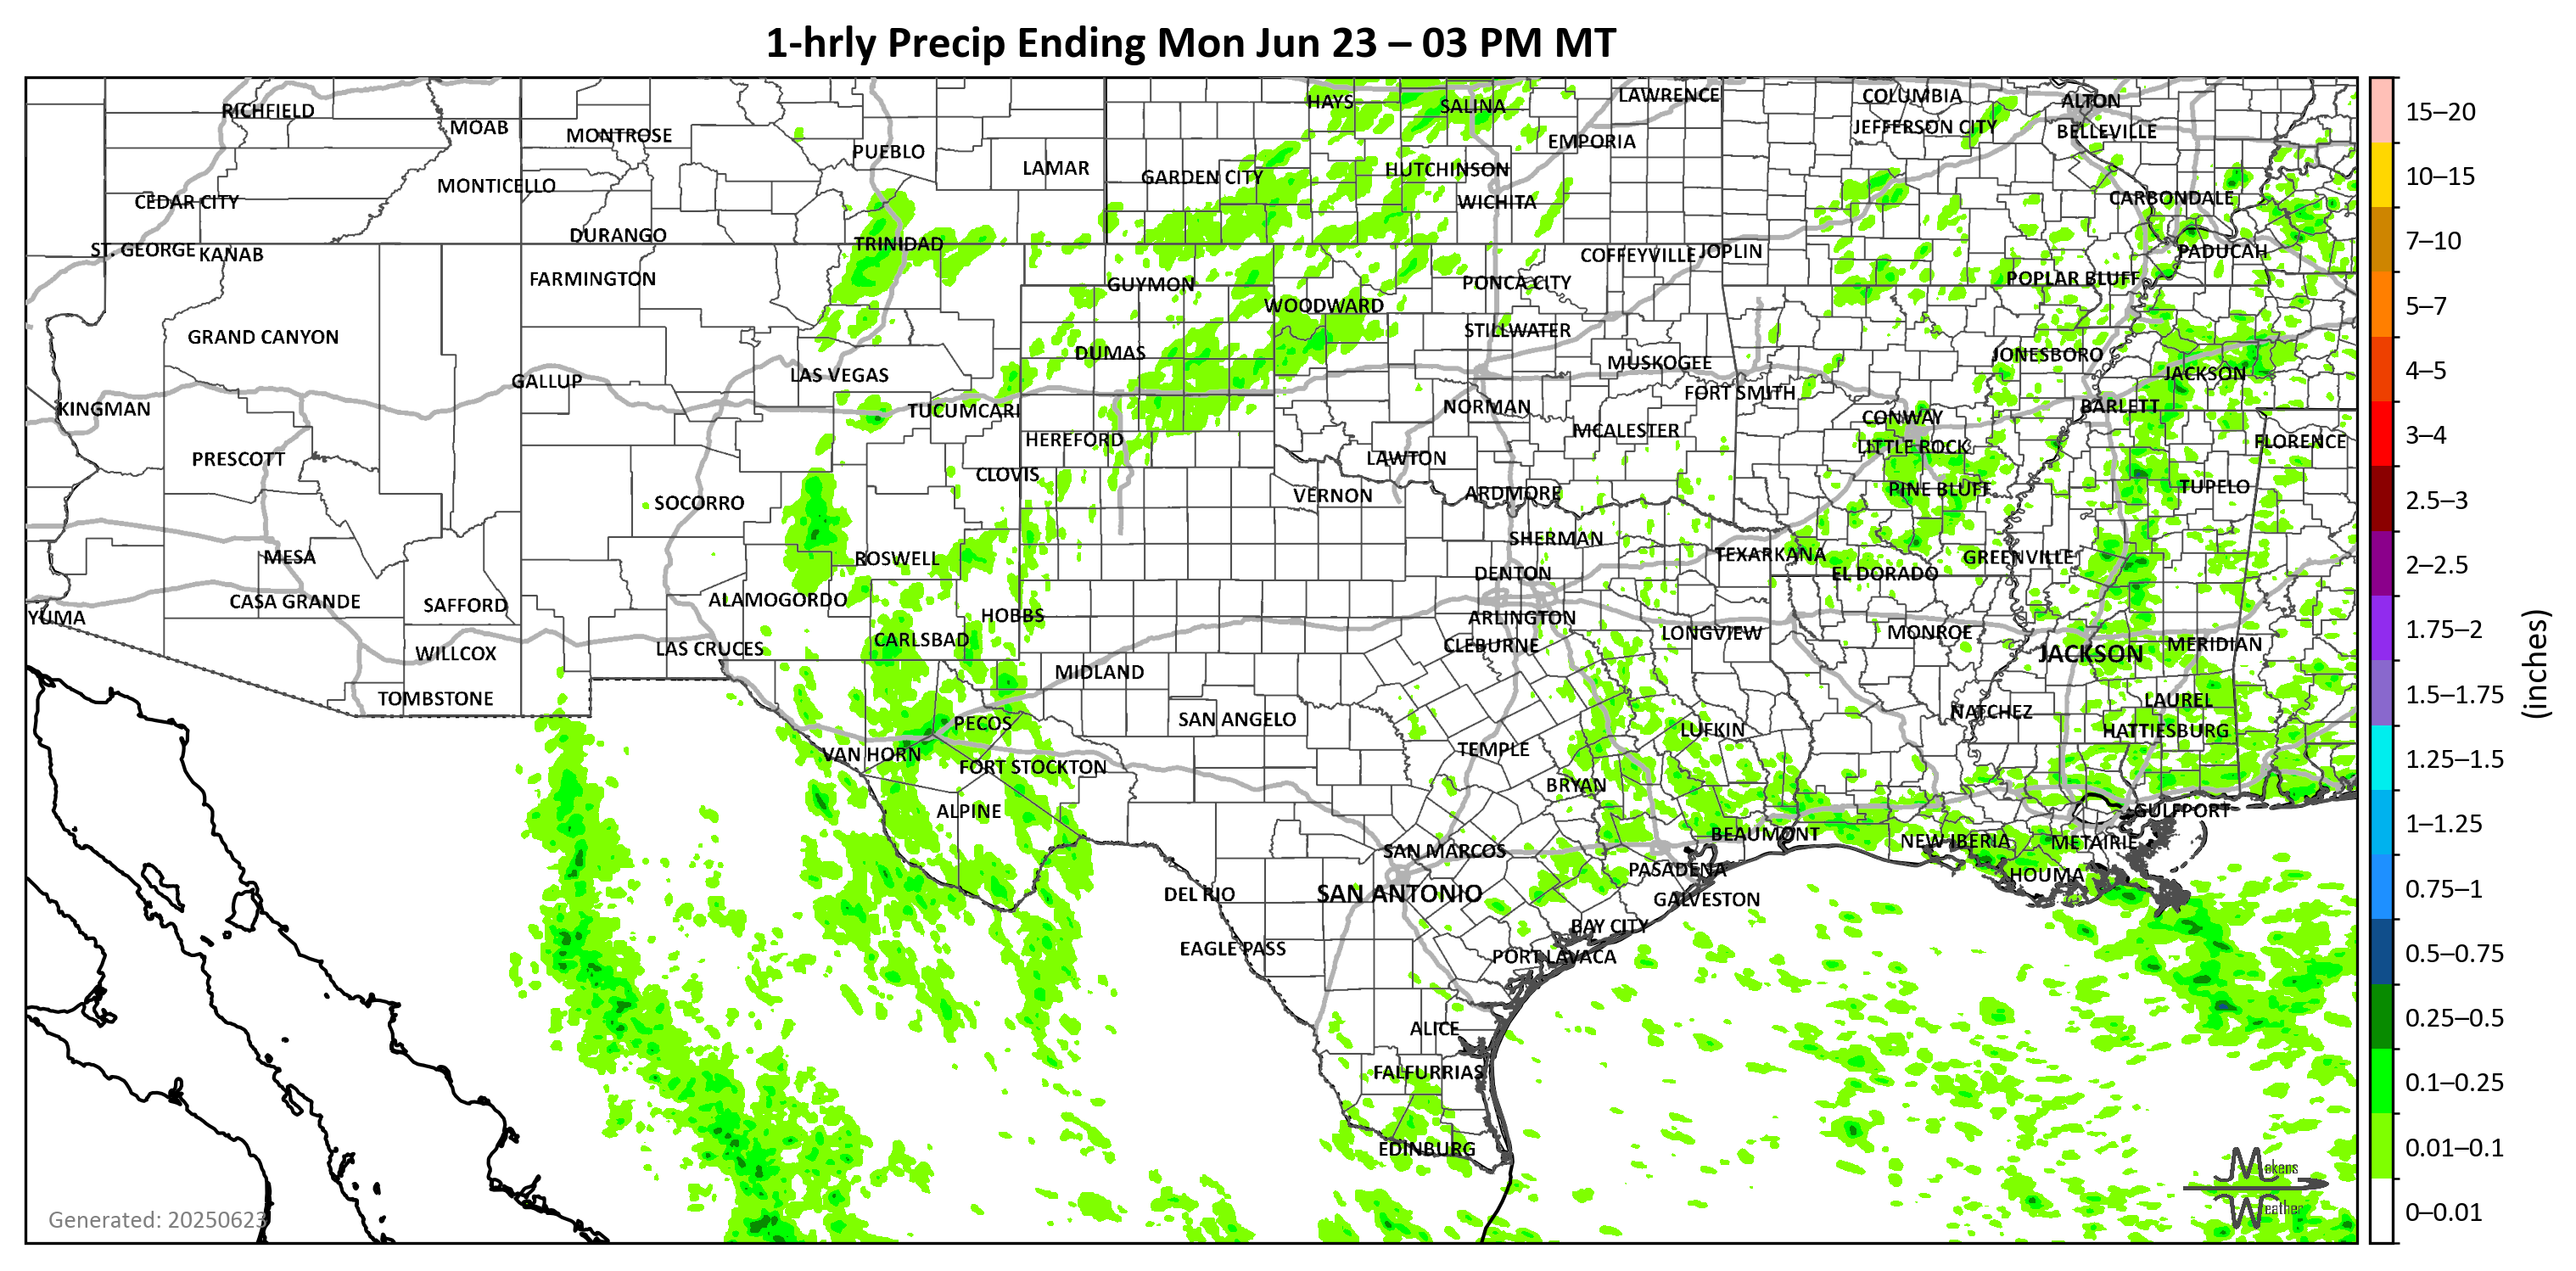 1-hrly Precip Ending Mon Jun 23 – 03 PM MT
RICHFIELD
MOAB
MONTROSE
PUEBLO
LAMAR
GARDEN CITY
HAYS
SALINA
LAWRENCE
EMPORIA
HUTCHINSON
WICHITA
COLUMBIA
JEFFERSON CITY
ALTON
BELLEVILLE
CARBONDALE
PADUCAH
CEDAR CITY
MONTICELLO
ST. GEORGE
KANAB
DURANGO
TRINIDAD
FARMINGTON
GUYMON
WOODWARD
PONCA CITY
COFFEYVILLE
JOPLIN
POPLAR BLUFF
GRAND CANYON
DUMAS
STILLWATER
MUSKOGEE
JONESBORO
JACKSON
GALLUP
LAS VEGAS
KINGMAN
TUCUMCARI
NORMAN
FORT SMITH
CONWAY
BARLETT
PRESCOTT
HEREFORD
MCALESTER
LITTLE ROCK
FLORENCE
LAWTON
CLOVIS
SOCORRO
VERNON
ARDMORE
PINE BLUFF
TUPELO
MESA
ROSWELL
SHERMAN
TEXARKANA
GREENVILLE
DENTON
EL DORADO
YUMA
CASA GRANDE
SAFFORD
ALAMOGORDO
HOBBS
ARLINGTON
CARLSBAD
CLEBURNE
LONGVIEW
MONROE
MERIDIAN
WILLCOX
LAS CRUCES
MIDLAND
JACKSON
TOMBSTONE
PECOS
SAN ANGELO
LUFKIN
NATCHEZ
LAUREL
HATTIESBURG
VAN HORN
FORT STOCKTON
TEMPLE
BRYAN
ALPINE
GULFPORT
BEAUMONT
NEW IBERIA
METAIRIE
SAN MARCOS
PASADENA
HOUMA
DEL RIO
SAN ANTONIO
GALVESTON
EAGLE PASS
BAY CITY
PORT LAVACA
ALICE
FALFURRIAS
EDINBURG
Generated: 20250623
Mokens
Weather
15–20
10–15
7–10
5–7
4–5
3–4
2.5–3
2–2.5
1.75–2
1.5–1.75
1.25–1.5
1–1.25
0.75–1
0.5–0.75
0.25–0.5
0.1–0.25
0.01–0.1
0–0.01
(inches)